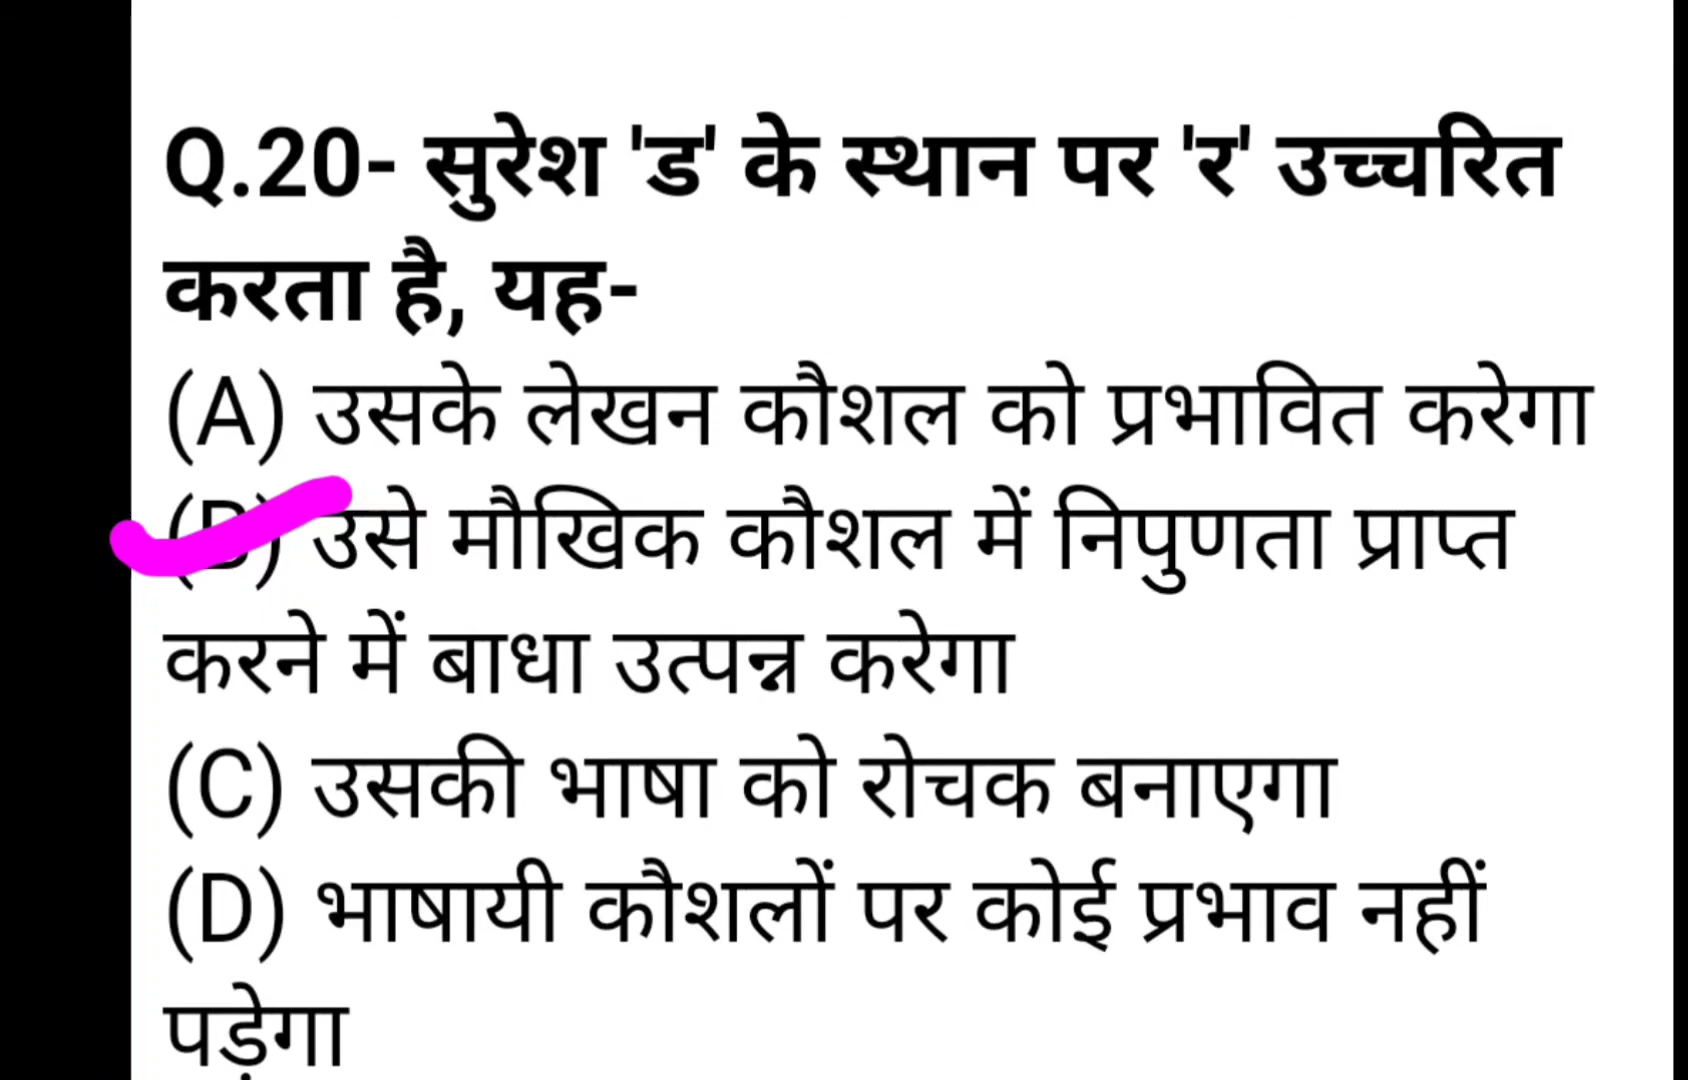 Q.20- सुरेश 'ड' के स्थान पर 'र' उच्चरित
करता है, यह-
(A) उसके लेखन कौशल को प्रभावित करेगा
(B) उसे मौखिक कौशल में निपुणता प्राप्त
करने में बाधा उत्पन्न करेगा
(C) उसकी भाषा को रोचक बनाएगा
(D) भाषायी कौशलों पर कोई प्रभाव नहीं
पड़ेगा